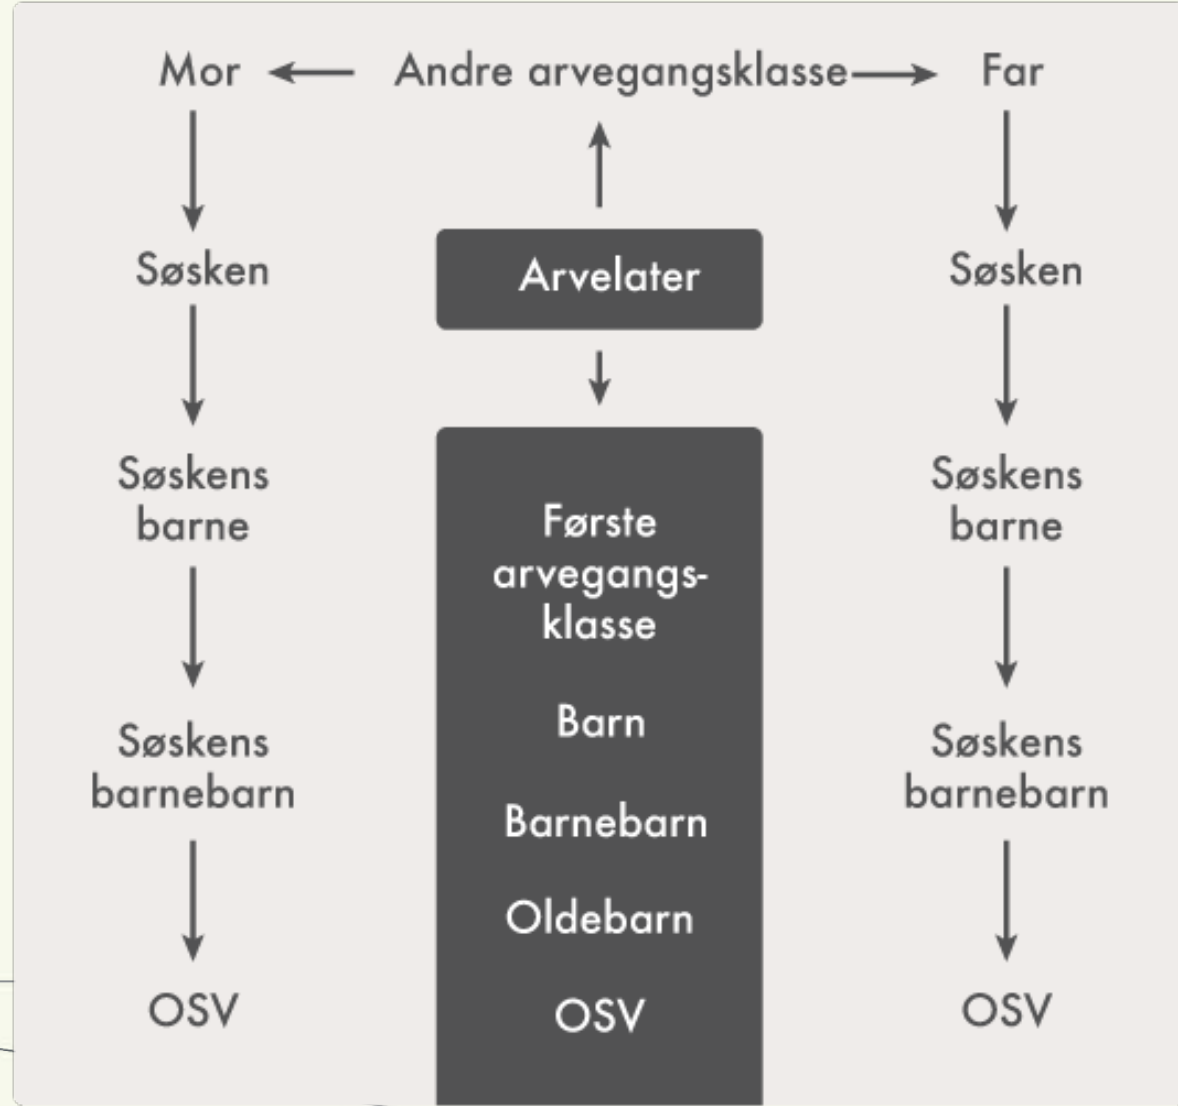 Mor
Andre arvegangsklasse
Far
Søsken
Arvelater
Søsken
Søskens
barne
Første
arvegangs-
klasse
Søskens
barne
Barn
Søskens
barnebarn
Barnebarn
Søskens
barnebarn
Oldebarn
OSV
OSV
OSV